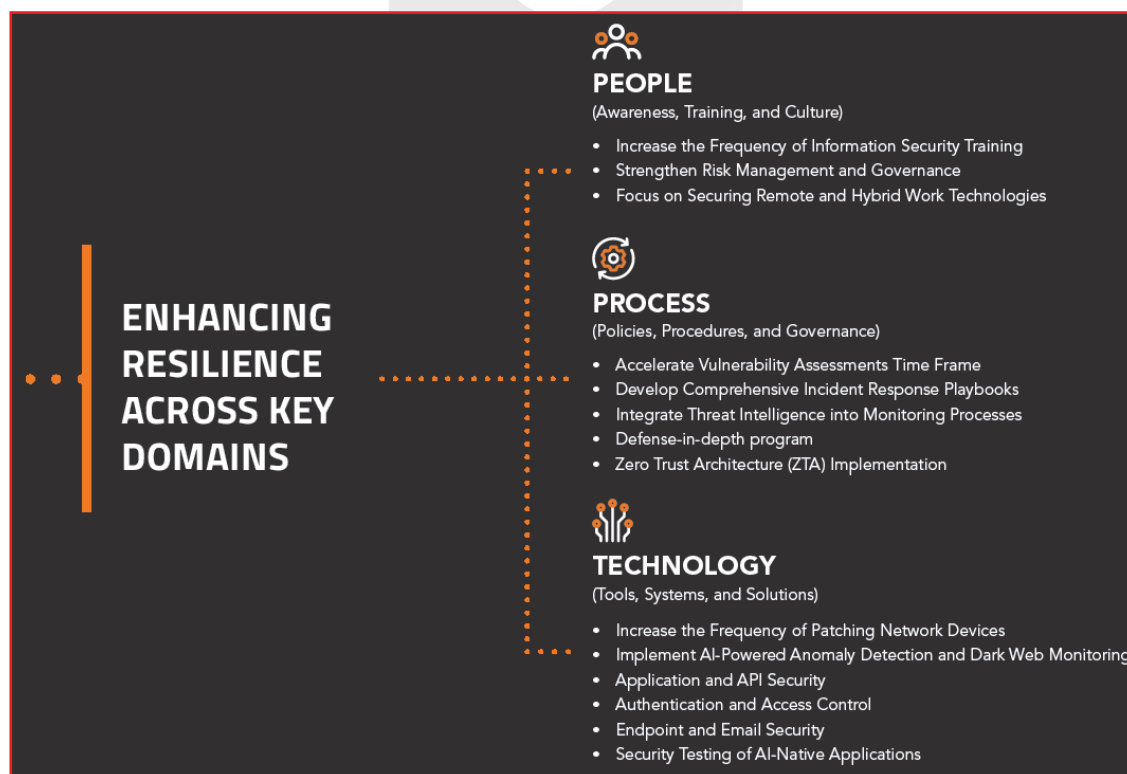 ENHANCING
RESILIENCE
ACROSS KEY
DOMAINS
PEOPLE
(Awareness, Training, and Culture)
• Increase the Frequency of Information Security Training
• Strengthen Risk Management and Governance
• Focus on Securing Remote and Hybrid Work Technologies
PROCESS
(Policies, Procedures, and Governance)
• Accelerate Vulnerability Assessments Time Frame
• Develop Comprehensive Incident Response Playbooks
• Integrate Threat Intelligence into Monitoring Processes
• Defense-in-depth program
• Zero Trust Architecture (ZTA) Implementation
TECHNOLOGY
(Tools, Systems, and Solutions)
• Increase the Frequency of Patching Network Devices
• Implement AI-Powered Anomaly Detection and Dark Web Monitoring
• Application and API Security
• Authentication and Access Control
• Endpoint and Email Security
• Security Testing of AI-Native Applications